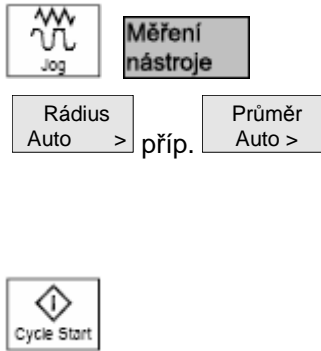 Jog
Měření
nástroje
Rádius
Auto >
příp.
Průměr
Auto >
Cycle Start